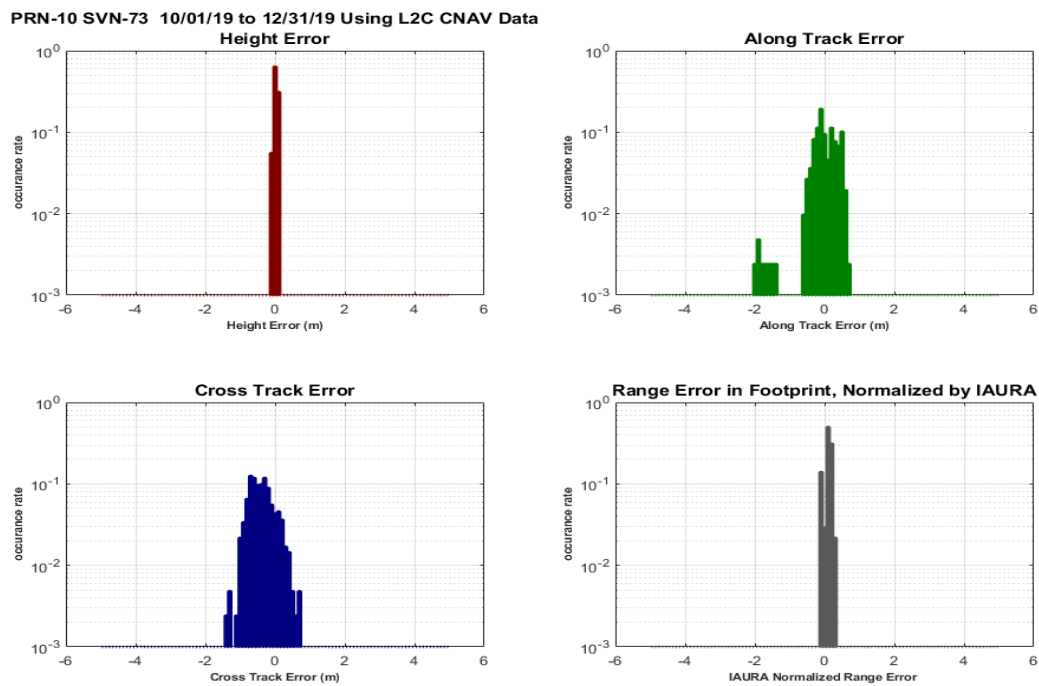 PRN-10 SVN-73 10/01/19 to 12/31/19 Using L2C CNAV Data
Height Error
10^0
10^-1
10^-2
10^-3
occurance rate
-6 -4 -2 0 2 4 6
Height Error (m)
Along Track Error
10^0
10^-1
10^-2
10^-3
occurance rate
-6 -4 -2 0 2 4 6
Along Track Error (m)
Cross Track Error
10^0
10^-1
10^-2
10^-3
occurance rate
-6 -4 -2 0 2 4 6
Cross Track Error (m)
Range Error in Footprint, Normalized by IAURA
10^0
10^-1
10^-2
10^-3
occurance rate
-6 -4 -2 0 2 4 6
IAURA Normalized Range Error